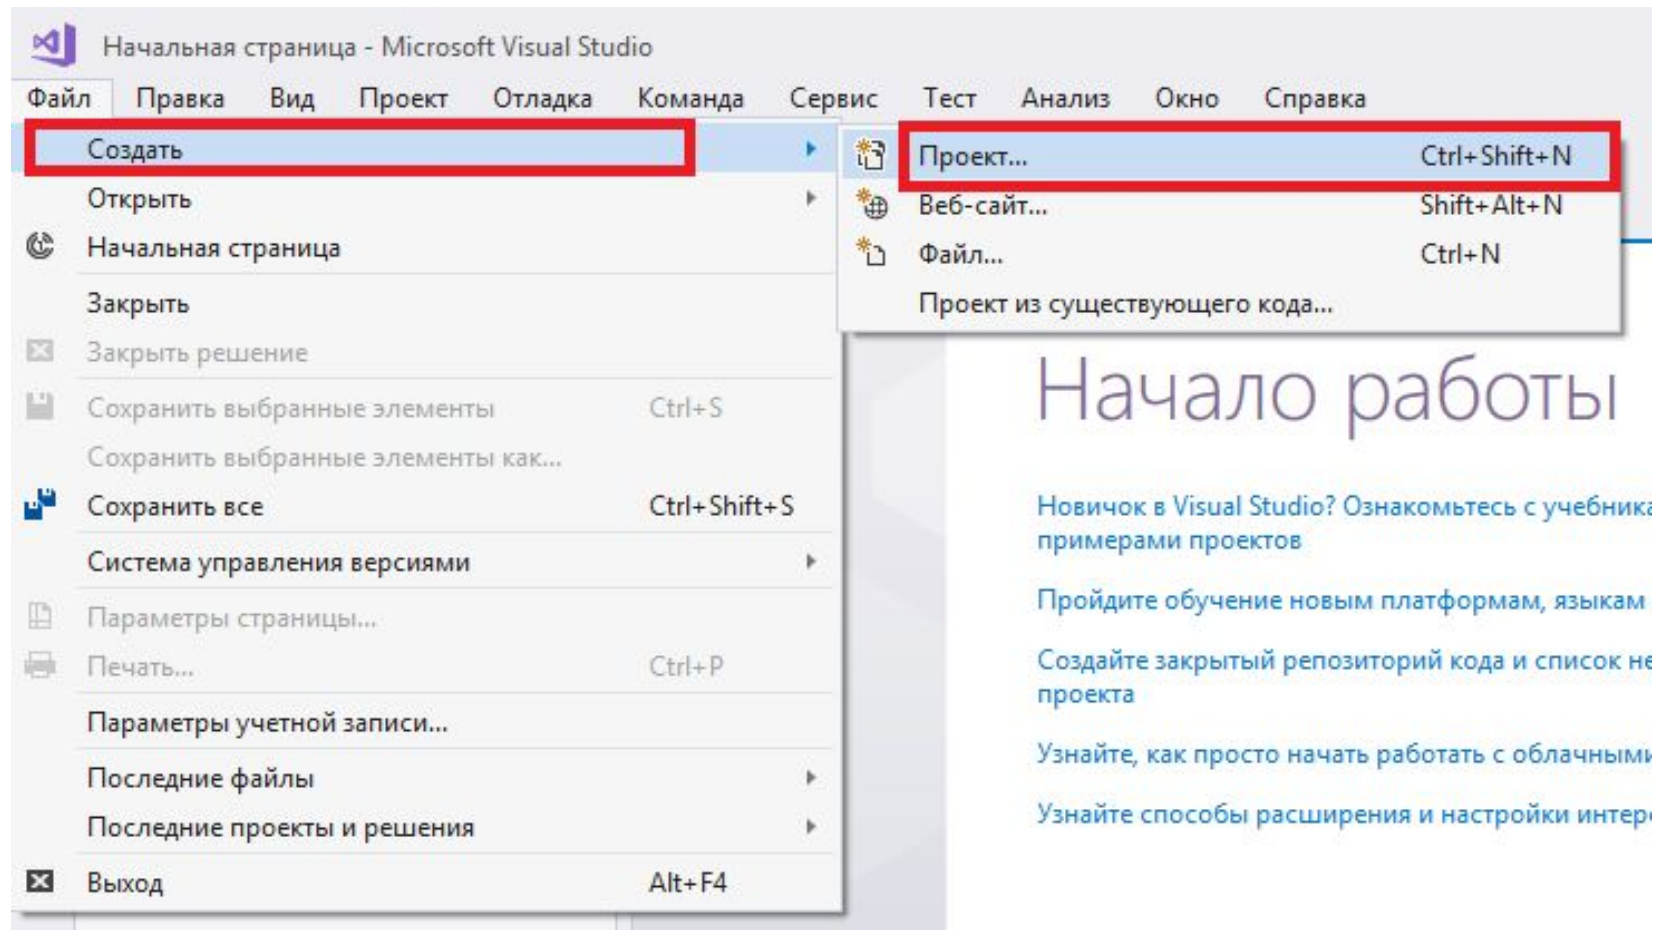 Начальная страница - Microsoft Visual Studio
Файл Правка Вид Проект Отладка Команда Сервис Тест Анализ Окно Справка
Создать
Открыть
Начальная страница
Закрыть
Закрыть решение
Сохранить выбранные элементы Ctrl+S
Сохранить выбранные элементы как...
Сохранить все Ctrl+Shift+S
Система управления версиями
Параметры страницы...
Печать... Ctrl+P
Параметры учетной записи...
Последние файлы
Последние проекты и решения
Выход Alt+F4
Проект... Ctrl+Shift+N
Веб-сайт... Shift+Alt+N
Файл... Ctrl+N
Проект из существующего кода...
Начало работы
Новичок в Visual Studio? Ознакомьтесь с учебника
примерами проектов
Пройдите обучение новым платформам, языкам
Создайте закрытый репозиторий кода и список не
проекта
Узнайте, как просто начать работать с облачными
Узнайте способы расширения и настройки интер